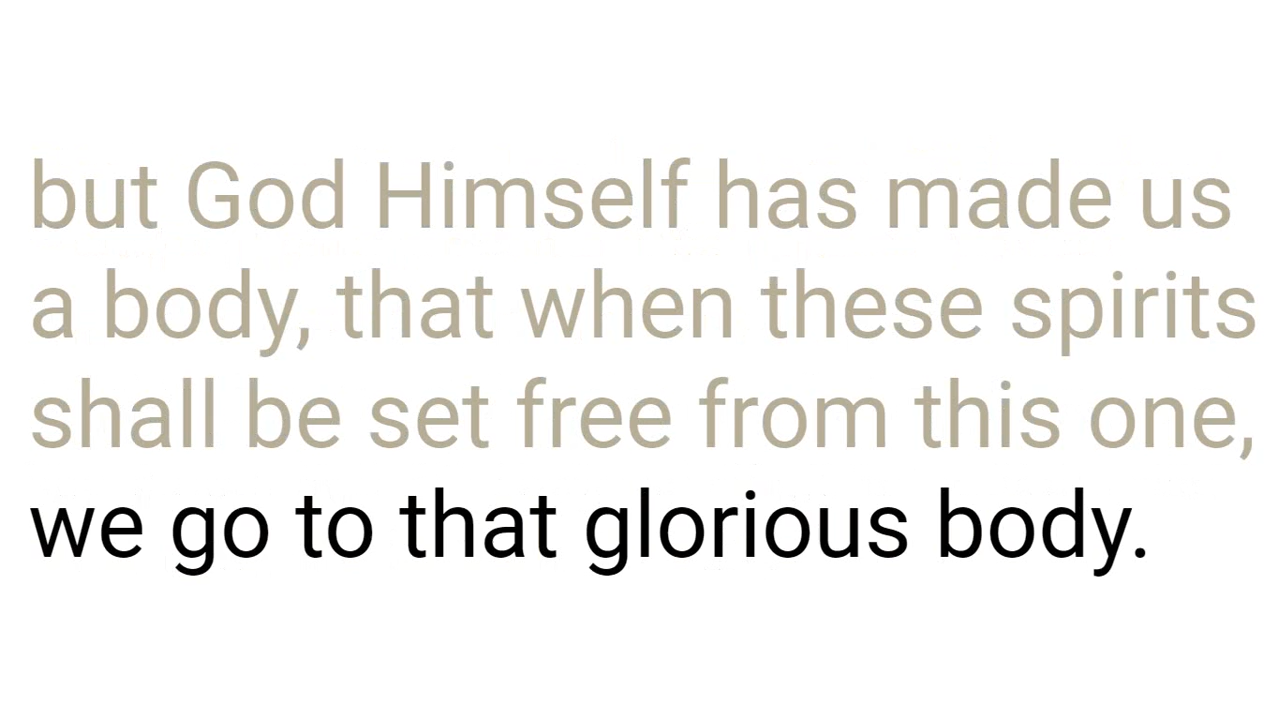 but God Himself has made us
a body, that when these spirits
shall be set free from this one,
we go to that glorious body.